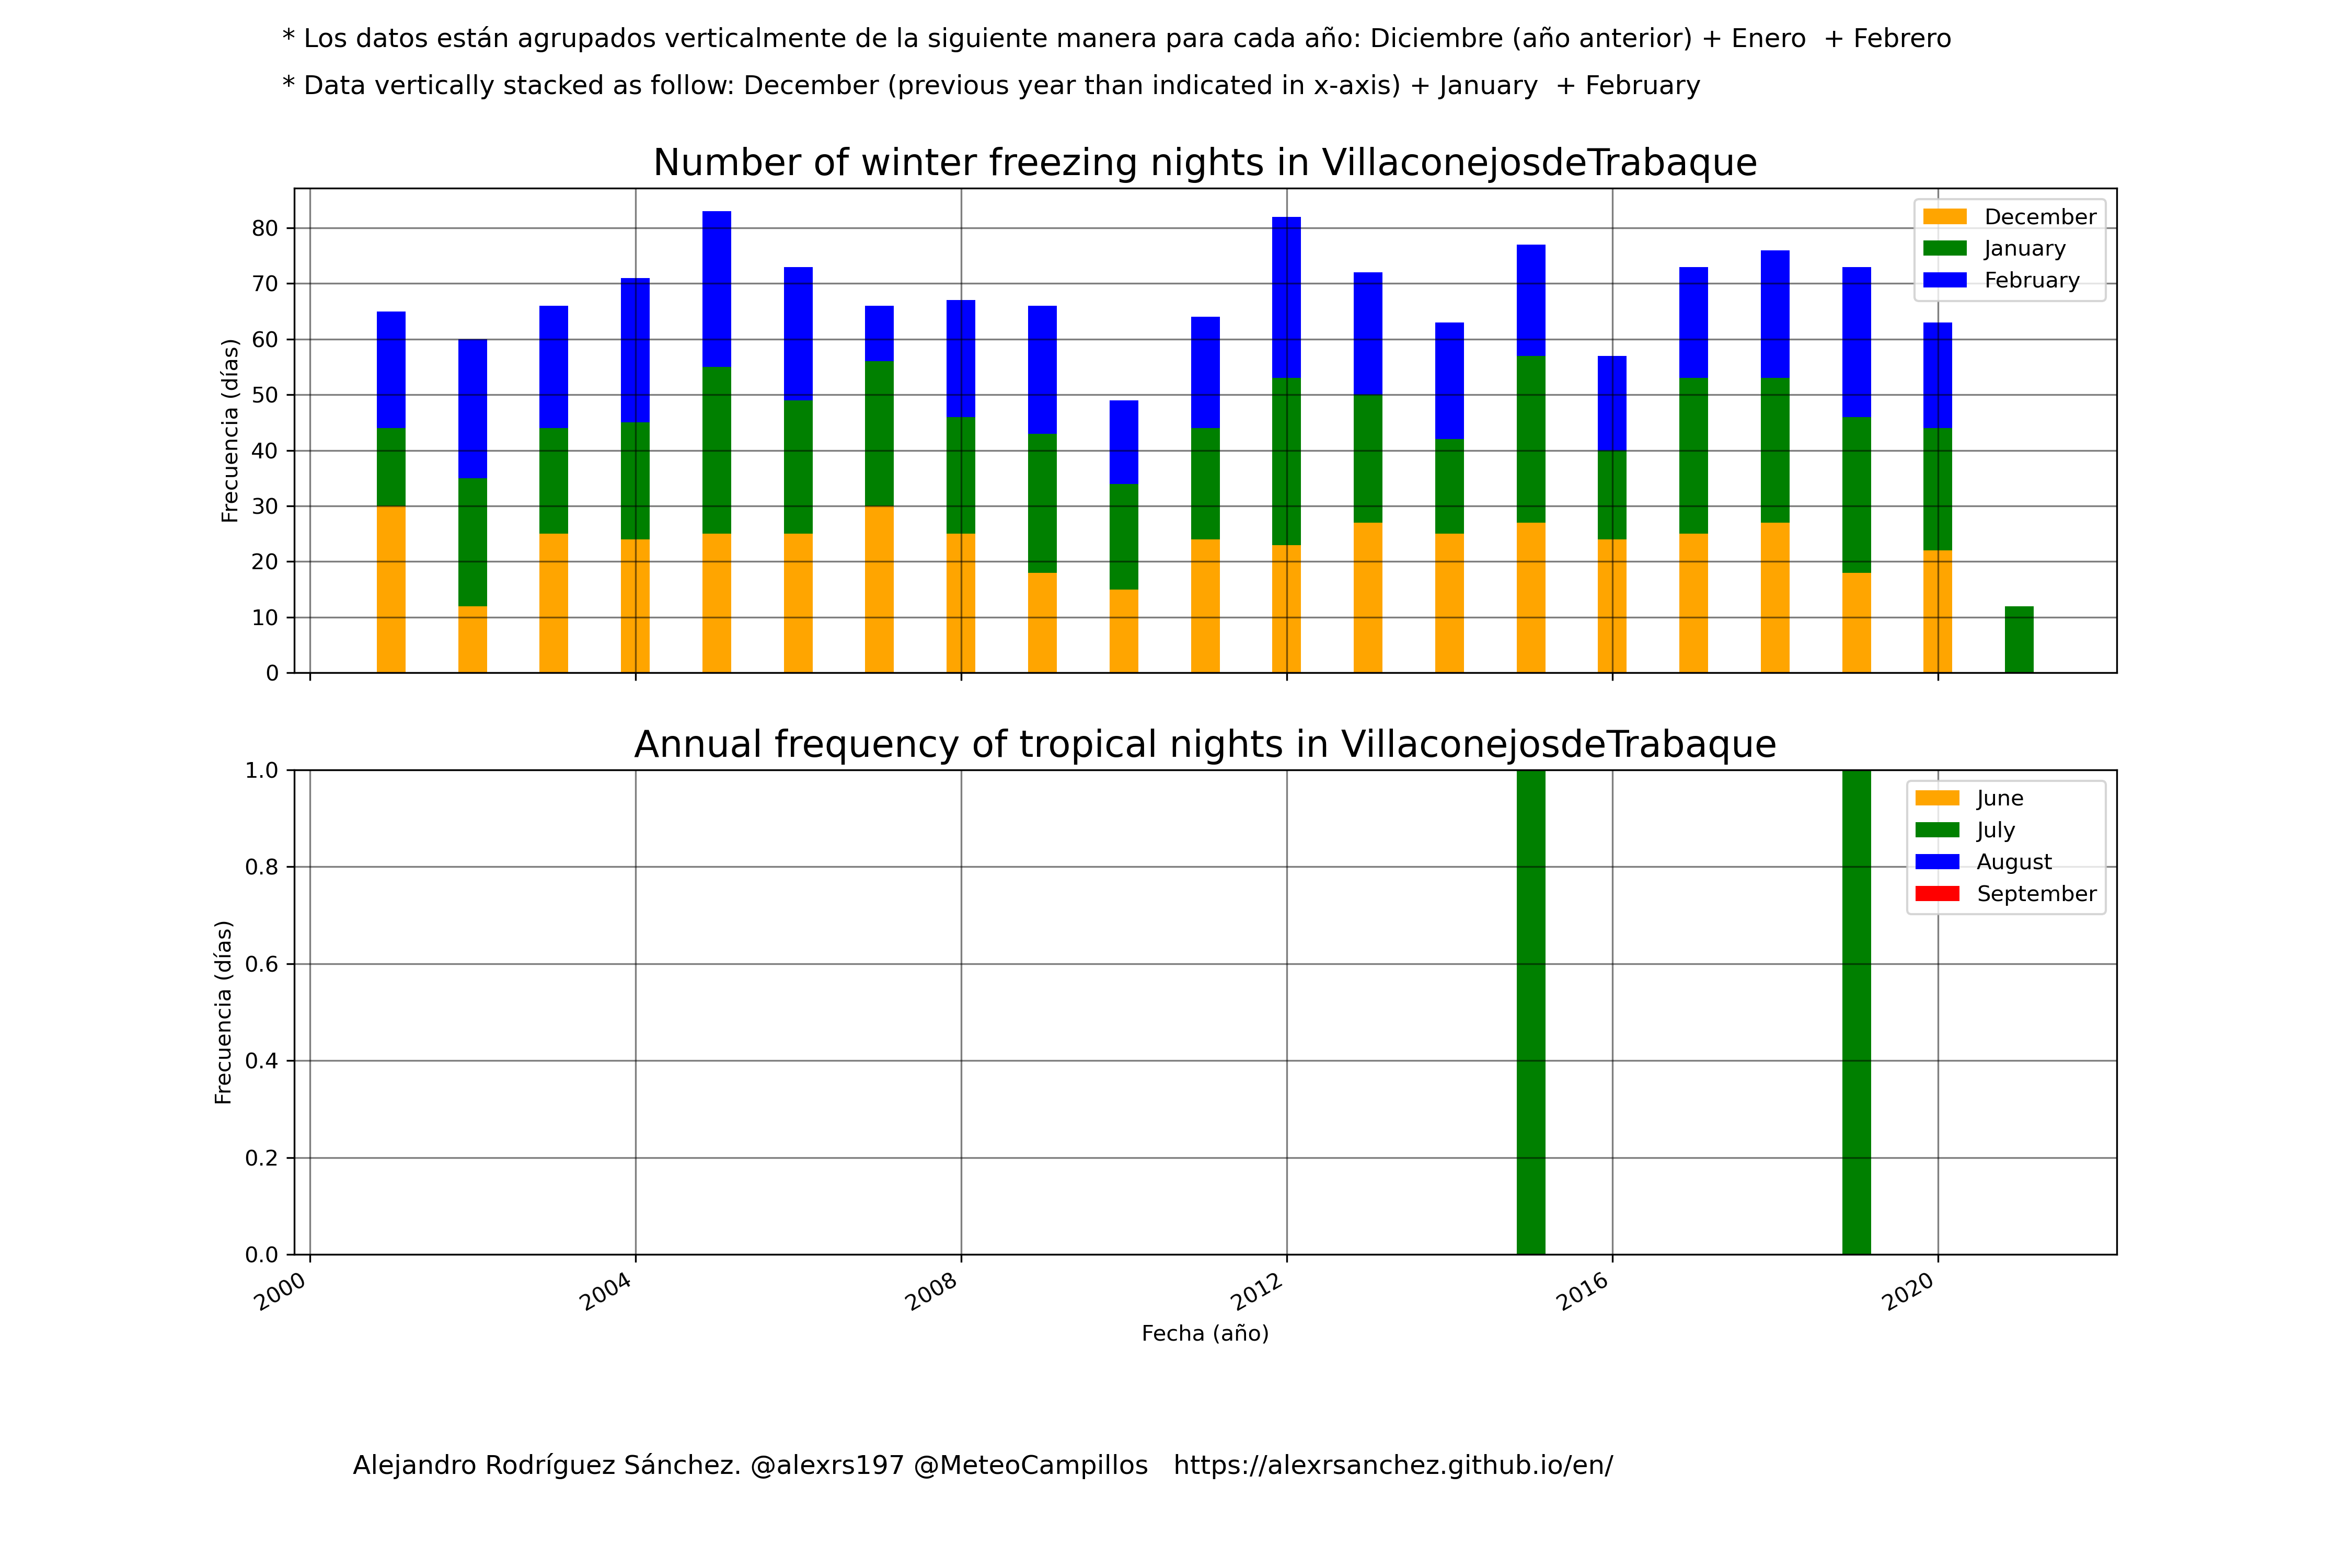 * Los datos están agrupados verticalmente de la siguiente manera para cada año: Diciembre (año anterior) + Enero  + Febrero
* Data vertically stacked as follow: December (previous year than indicated in x-axis) + January  + February
Number of winter freezing nights in VillaconejosdeTrabaque
Frecuencia (días)
80
70
60
50
40
30
20
10
0
December
January
February
Annual frequency of tropical nights in VillaconejosdeTrabaque
Frecuencia (días)
1.0
0.8
0.6
0.4
0.2
0.0
June
July
August
September
2000 2004 2008 2012 2016 2020
Fecha (año)
Alejandro Rodríguez Sánchez. @alexrs197 @MeteoCampillos   https://alexrsanchez.github.io/en/